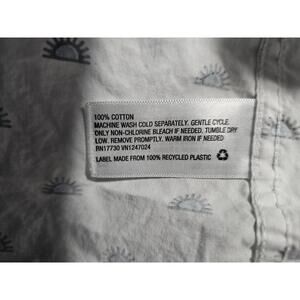 100% COTTON
MACHINE WASH COLD SEPARATELY. GENTLE CYCLE.
ONLY NON-CHLORINE BLEACH IF NEEDED. TUMBLE DRY
LOW. REMOVE PROMPTLY. WARM IRON IF NEEDED.
RN17730 VN1247024
LABEL MADE FROM 100% RECYCLED PLASTIC